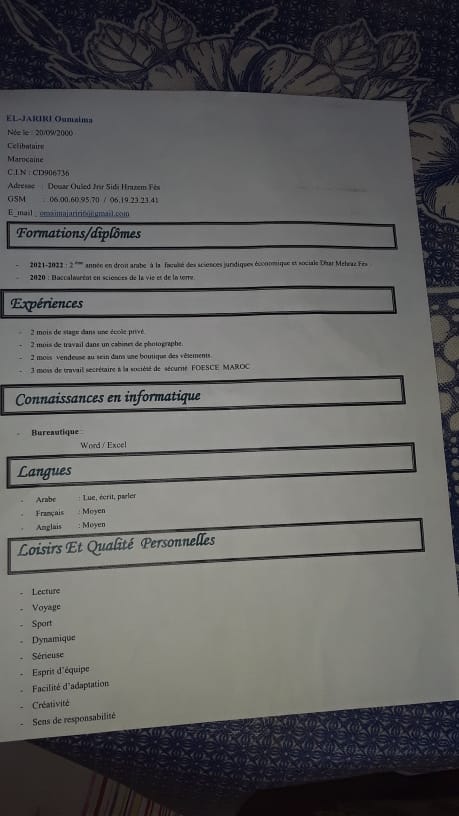 EL-JARIRI Oumaima
Née le : 20/09/2000
Celibataire
Marocaine
C.I.N : CD906736
Adresse : Douar Ouled Jrir Sidi Hrazem Fès
GSM : 06.00.60.95.70 / 06.19.23.23.41
E_mail : omaimajariri6@gmail.com
Formations/diplômes
- 2021-2022 : 2 ème année en droit arabe à la faculté des sciences juridiques économique et sociale Dhar Mehraz Fès
- 2020 : Baccalauréat en sciences de la vie et de la terre.
Expériences
- 2 mois de stage dans une école privé.
- 2 mois de travail dans un cabinet de photographe.
- 2 mois vendeuse au sein dans une boutique des vêtements.
- 3 mois de travail secrétaire à la société de sécurité FOESCE MAROC
Connaissances en informatique
- Bureautique :
Word / Excel
Langues
- Arabe : Lue, écrit, parler
- Français : Moyen
- Anglais : Moyen
Loisirs Et Qualité Personnelles
- Lecture
- Voyage
- Sport
- Dynamique
- Sérieuse
- Esprit d'équipe
- Facilité d'adaptation
- Créativité
- Sens de responsabilité